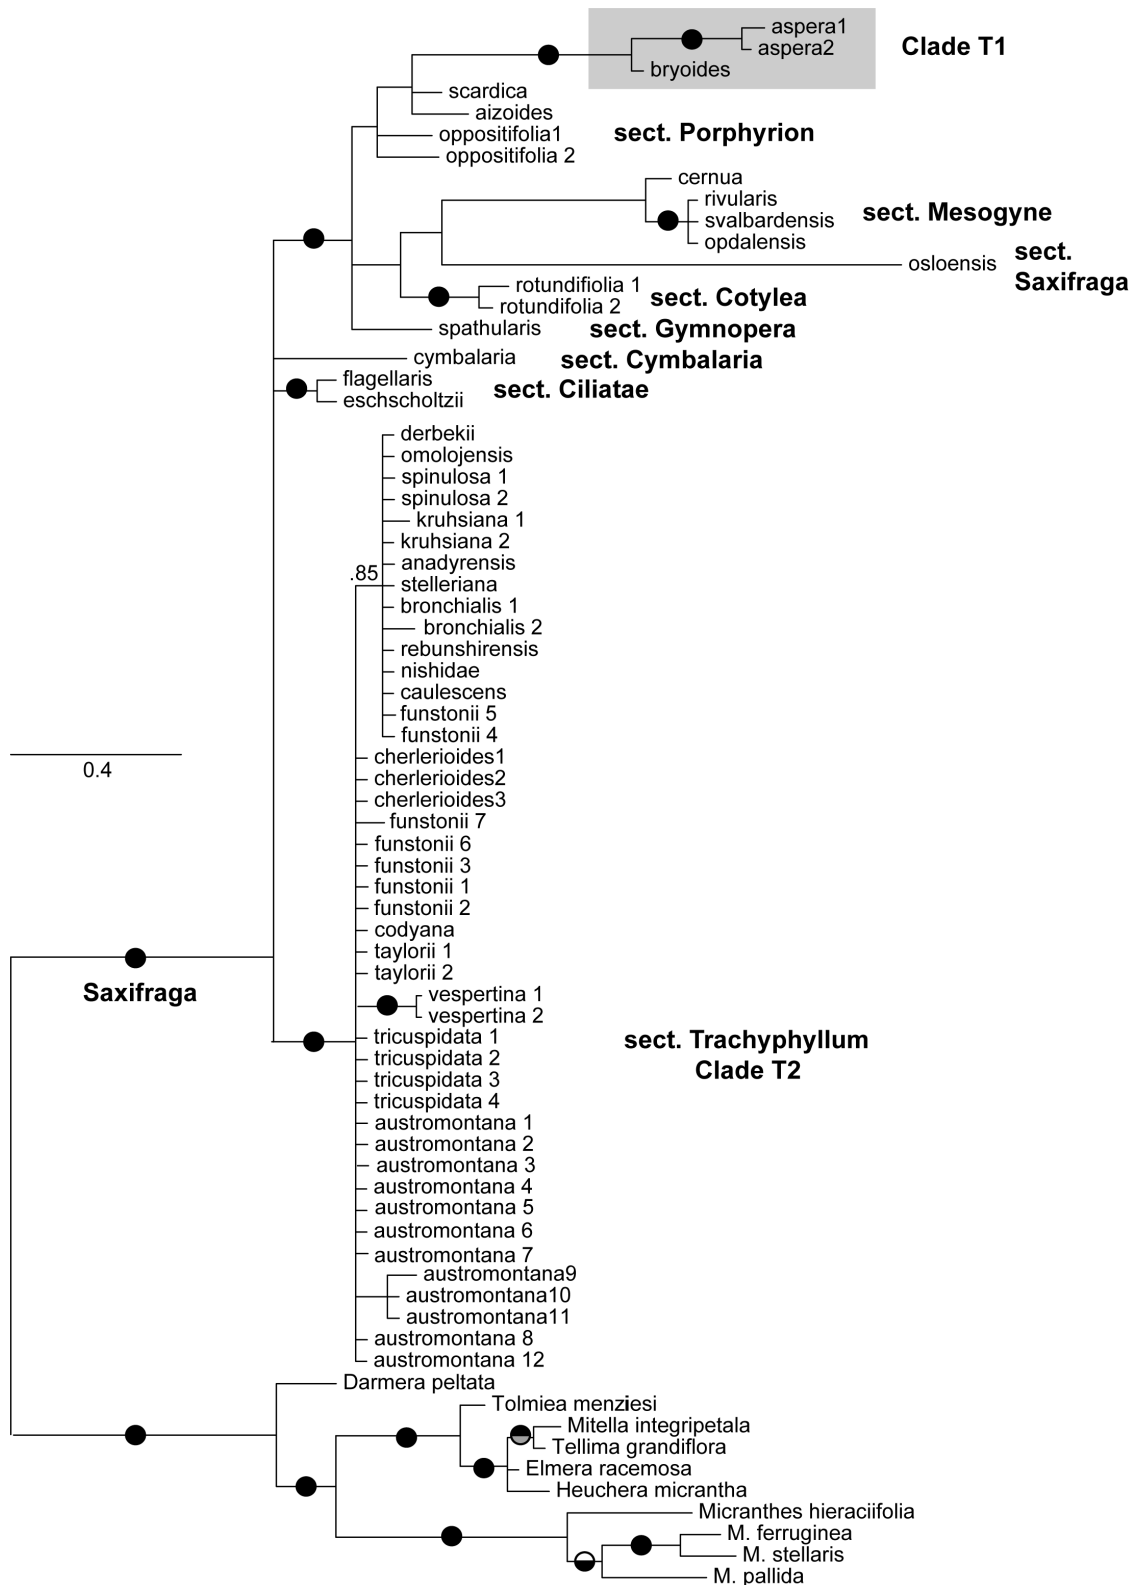 aspera1
aspera2
Clade T1
bryoides
scardica
aizoides
oppositifolia1
sect. Porphyrion
oppositifolia 2
cernua
rivularis
svalbardensis
sect. Mesogyne
opdalensis
osloensis
sect.
Saxifraga
rotundifiolia 1
rotundifolia 2
sect. Cotylea
spathularis
sect. Gymnopera
cymbalaria
sect. Cymbalaria
flagellaris
eschscholtzii
sect. Ciliatae
derbekii
omolojensis
spinulosa 1
spinulosa 2
kruhsiana 1
kruhsiana 2
anadyrensis
.85
stelleriana
bronchialis 1
bronchialis 2
rebunshirensis
nishidae
caulescens
funstonii 5
funstonii 4
cherlerioides1
0.4
cherlerioides2
cherlerioides3
funstonii 7
funstonii 6
funstonii 3
funstonii 1
funstonii 2
codyana
taylorii 1
taylorii 2
Saxifraga
vespertina 1
vespertina 2
tricuspidata 1
sect. Trachyphyllum
Clade T2
tricuspidata 2
tricuspidata 3
tricuspidata 4
austromontana 1
austromontana 2
austromontana 3
austromontana 4
austromontana 5
austromontana 6
austromontana 7
austromontana9
austromontana10
austromontana11
austromontana 8
austromontana 12
Darmera peltata
Tolmiea menziesi
Mitella integripetala
Tellima grandiflora
Elmera racemosa
Heuchera micrantha
Micranthes hieraciifolia
M. ferruginea
M. stellaris
M. pallida